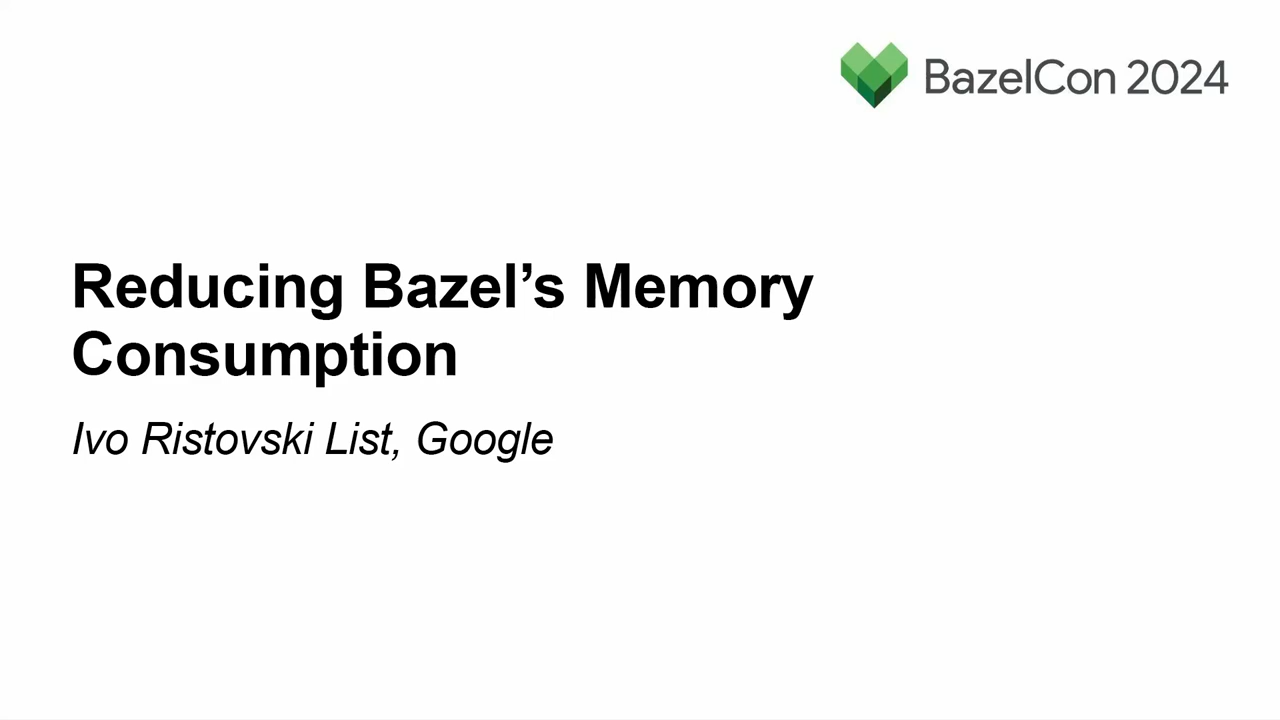 BazelCon 2024
Reducing Bazel’s Memory
Consumption
Ivo Ristovski List, Google